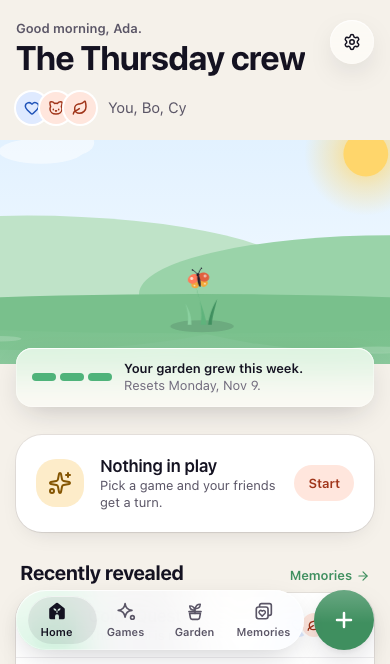 Good morning, Ada.
The Thursday crew
You, Bo, Cy
Your garden grew this week.
Resets Monday, Nov 9.
Nothing in play
Pick a game and your friends
get a turn.
Start
Recently revealed
Memories →
Home
Games
Garden
Memories